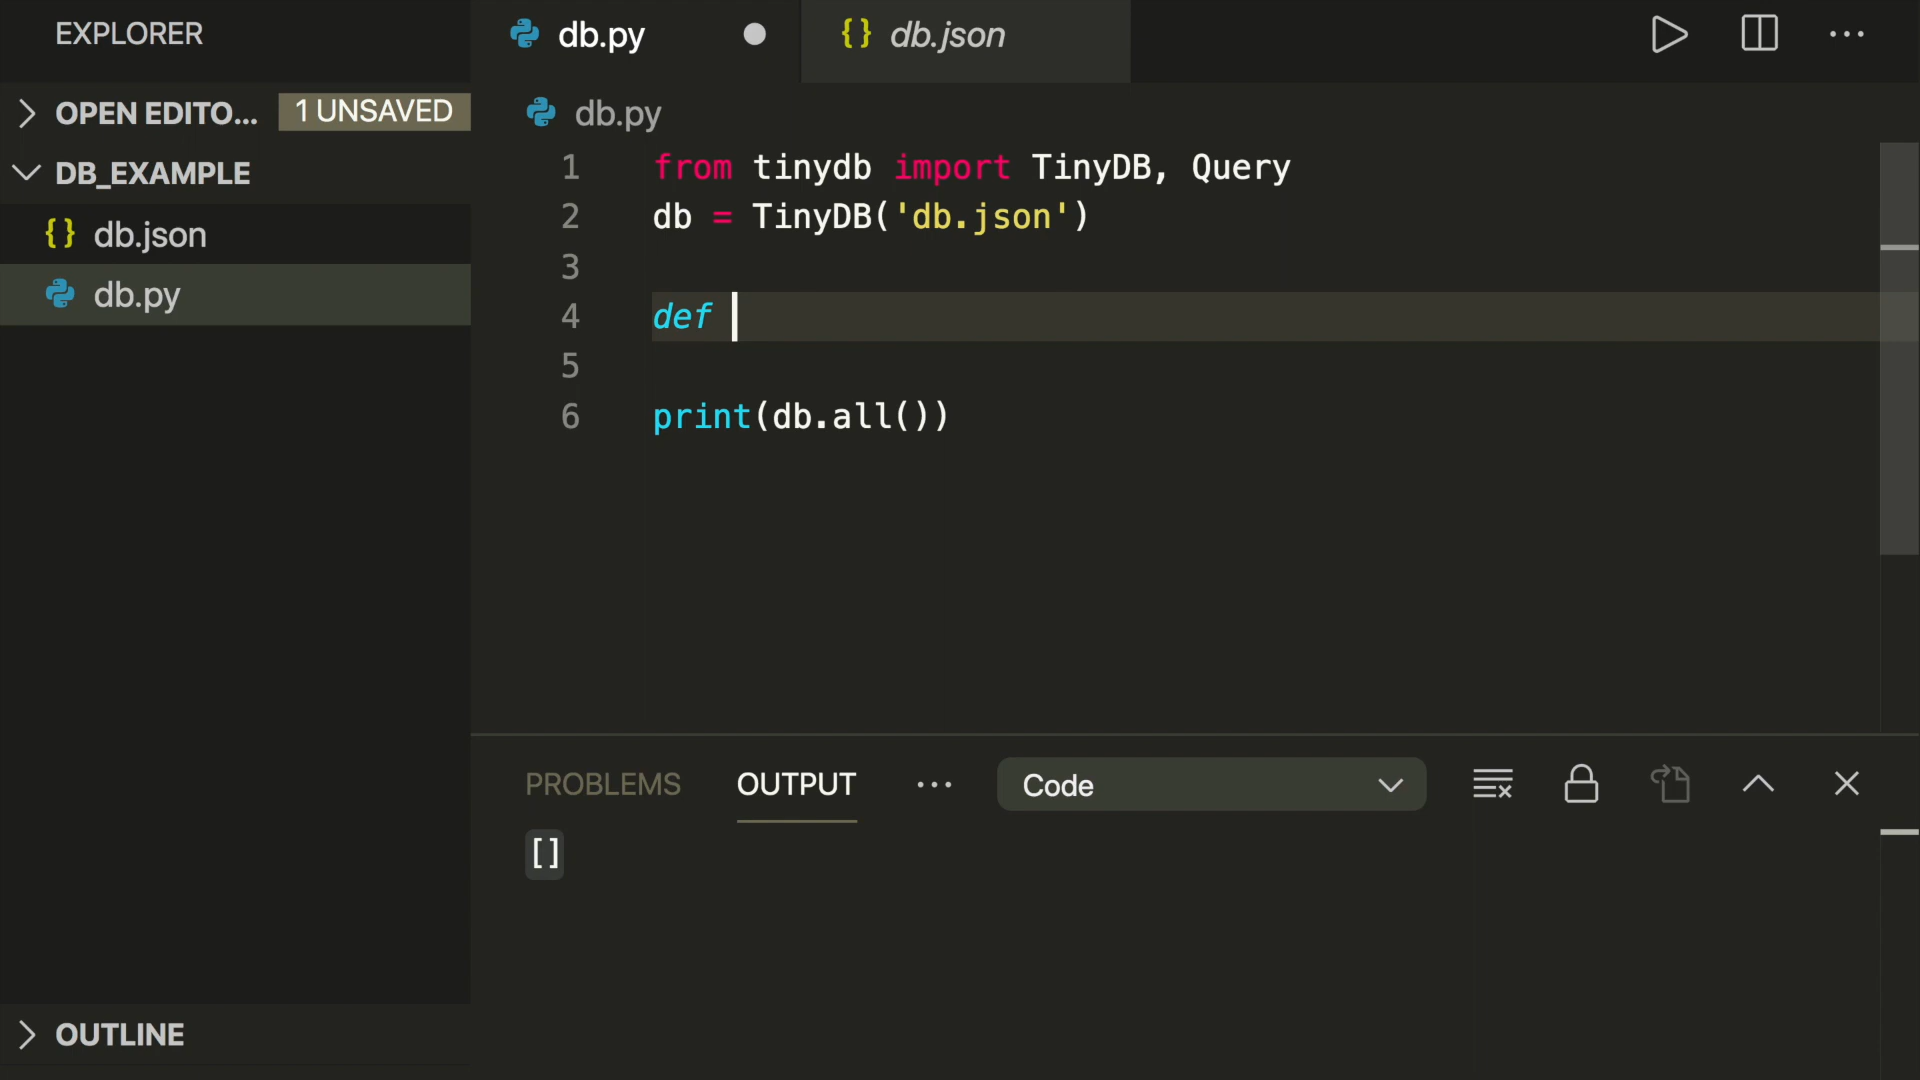 EXPLORER
OPEN EDITO... 1 UNSAVED
DB_EXAMPLE
{} db.json
db.py
OUTLINE
db.py
{} db.json
db.py
1 from tinydb import TinyDB, Query
2 db = TinyDB('db.json')
3
4 def
5
6 print(db.all())
PROBLEMS OUTPUT ... Code
[]